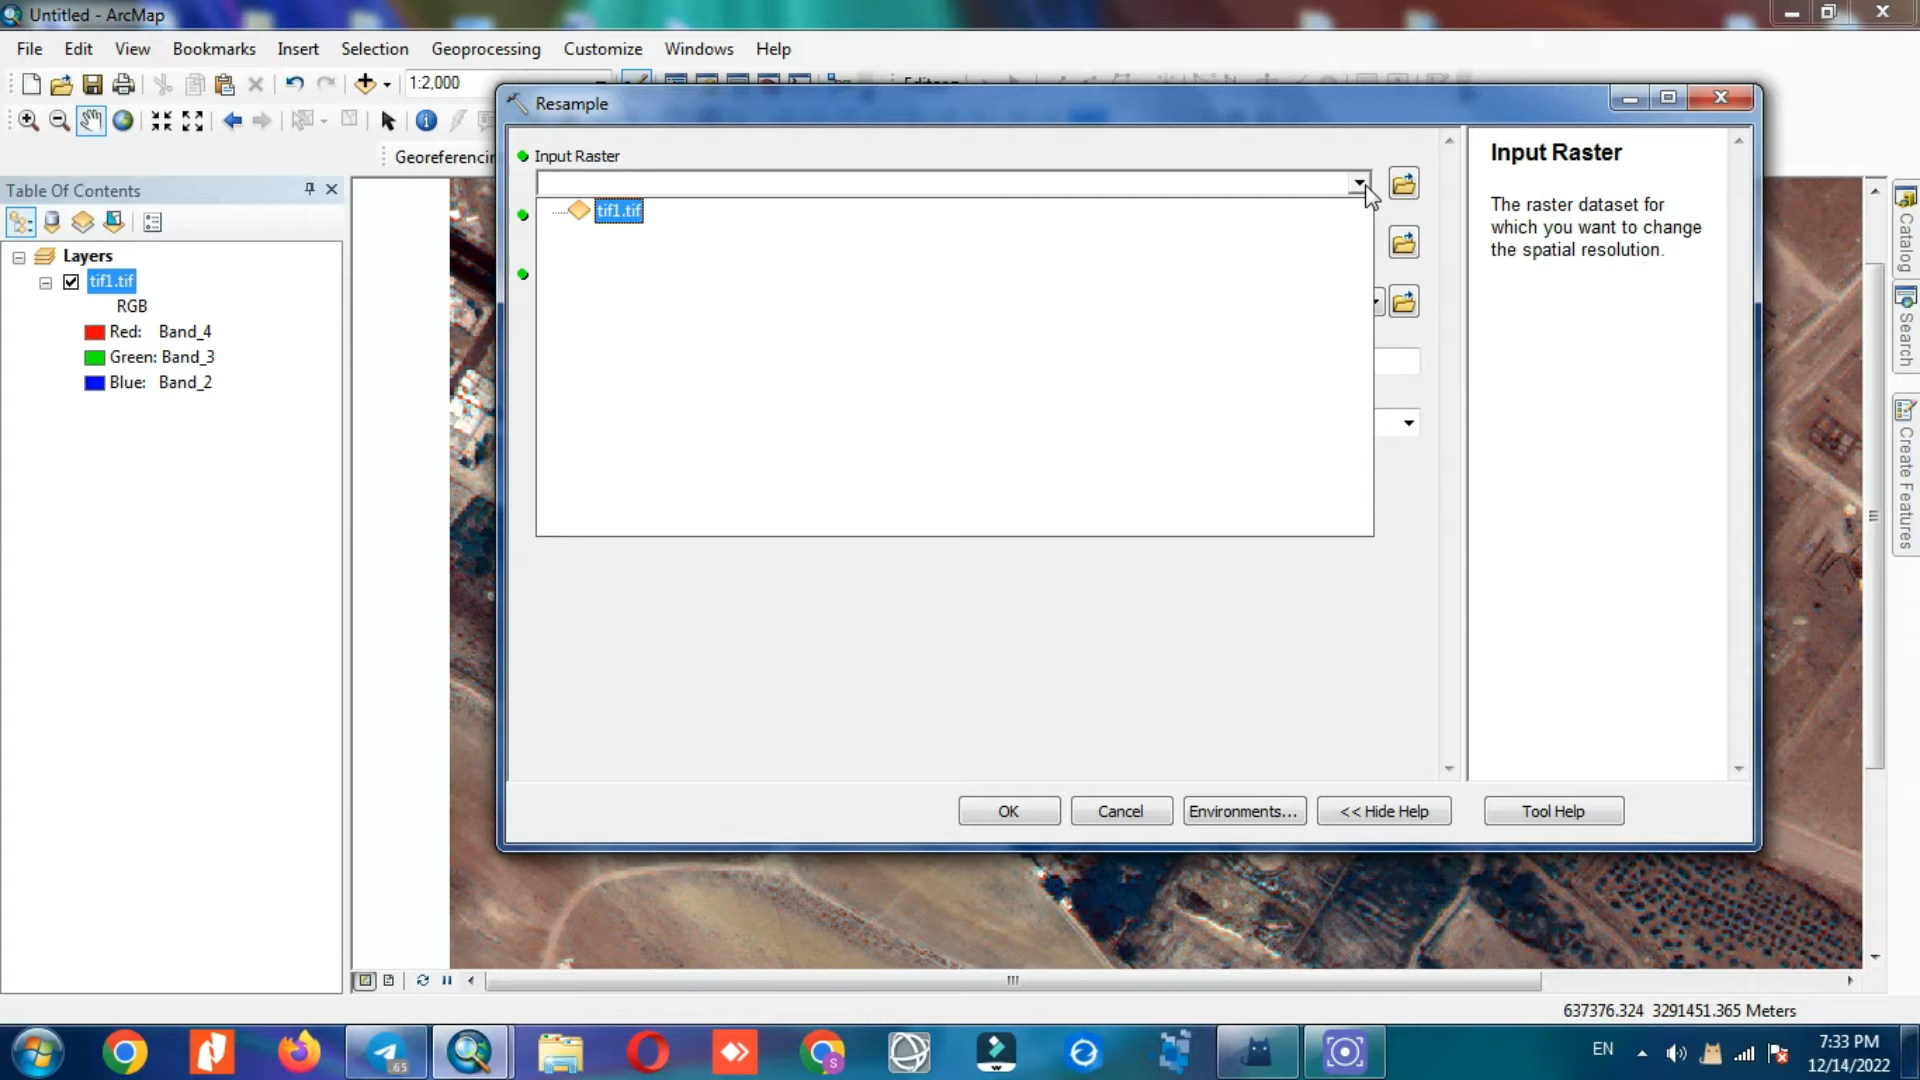 Untitled - ArcMap
File Edit View Bookmarks Insert Selection Geoprocessing Customize Windows Help
1:2,000
Georeferencin
Resample
Input Raster
tif1.tif
Input Raster
The raster dataset for
which you want to change
the spatial resolution.
OK
Cancel
Environments...
<< Hide Help
Tool Help
Table Of Contents
Layers
tif1.tif
RGB
Red: Band_4
Green: Band_3
Blue: Band_2
Catalog
Search
Create Features
637376.324 3291451.365 Meters
.65
S
W
EN
7:33 PM
12/14/2022